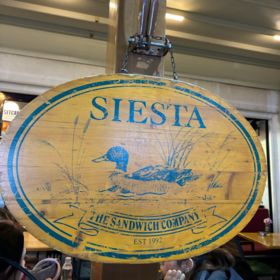 SIESTA
THE SANDWICH COMPANY
EST 1997